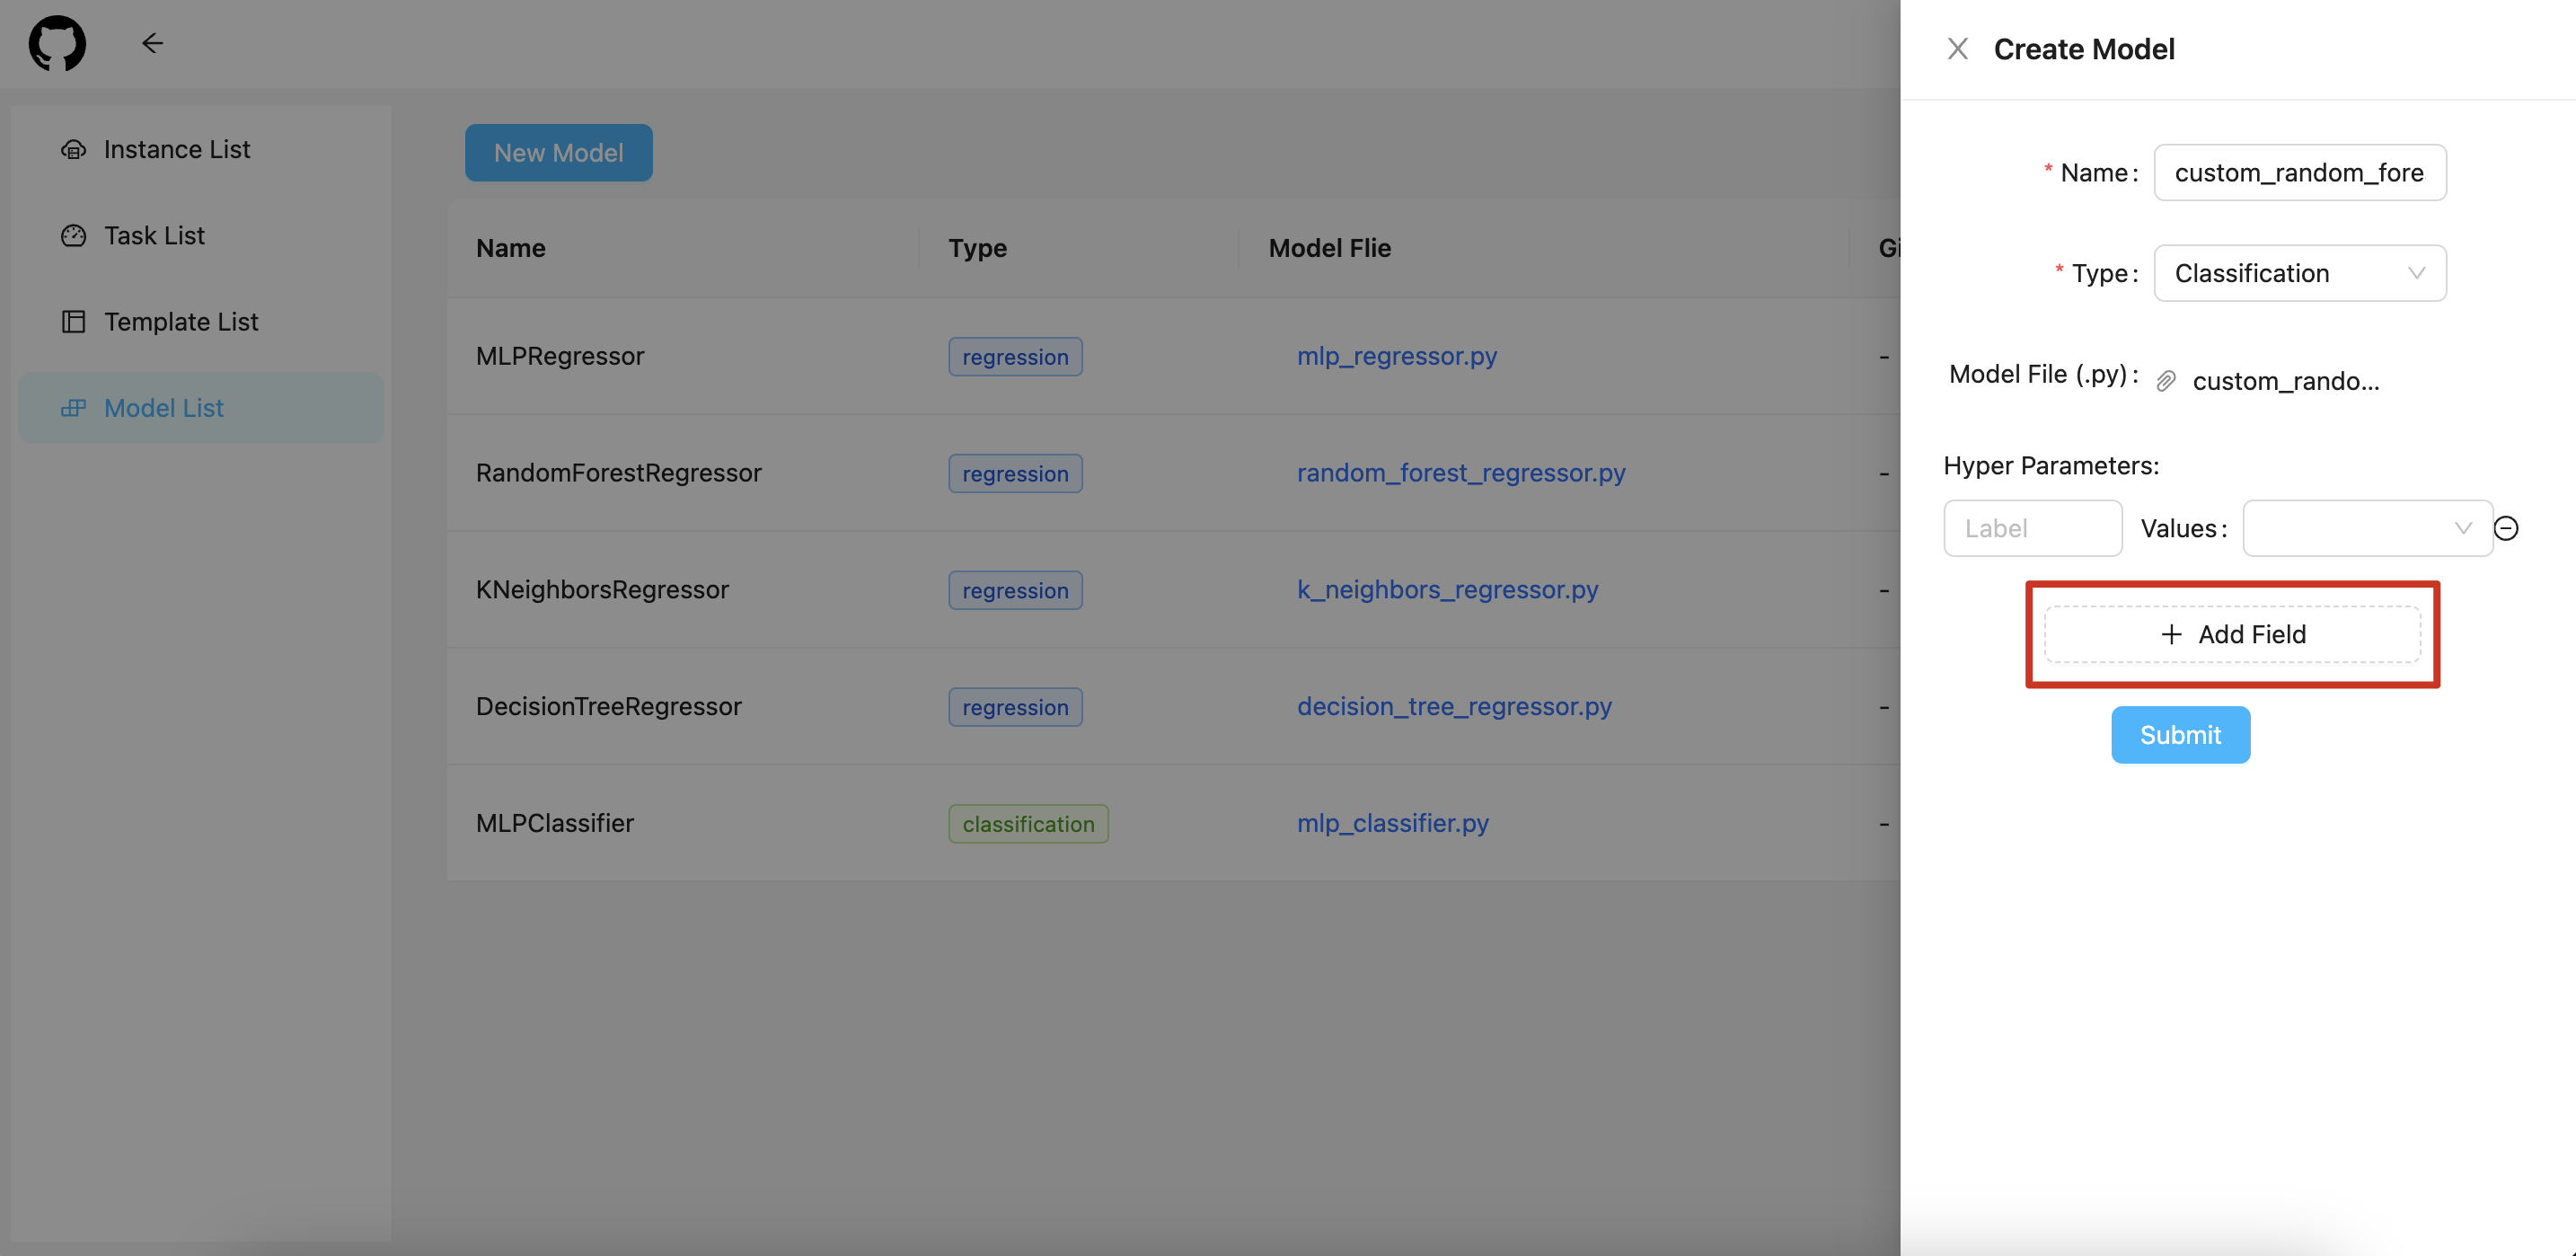 Instance List
Task List
Template List
Model List
New Model
Name Type Model Flie Gi
MLPRegressor regression mlp_regressor.py -
RandomForestRegressor regression random_forest_regressor.py -
KNeighborsRegressor regression k_neighbors_regressor.py -
DecisionTreeRegressor regression decision_tree_regressor.py -
MLPClassifier classification mlp_classifier.py -
Create Model
* Name: custom_random_fore
* Type: Classification
Model File (.py): custom_rando...
Hyper Parameters:
Label Values:
+ Add Field
Submit